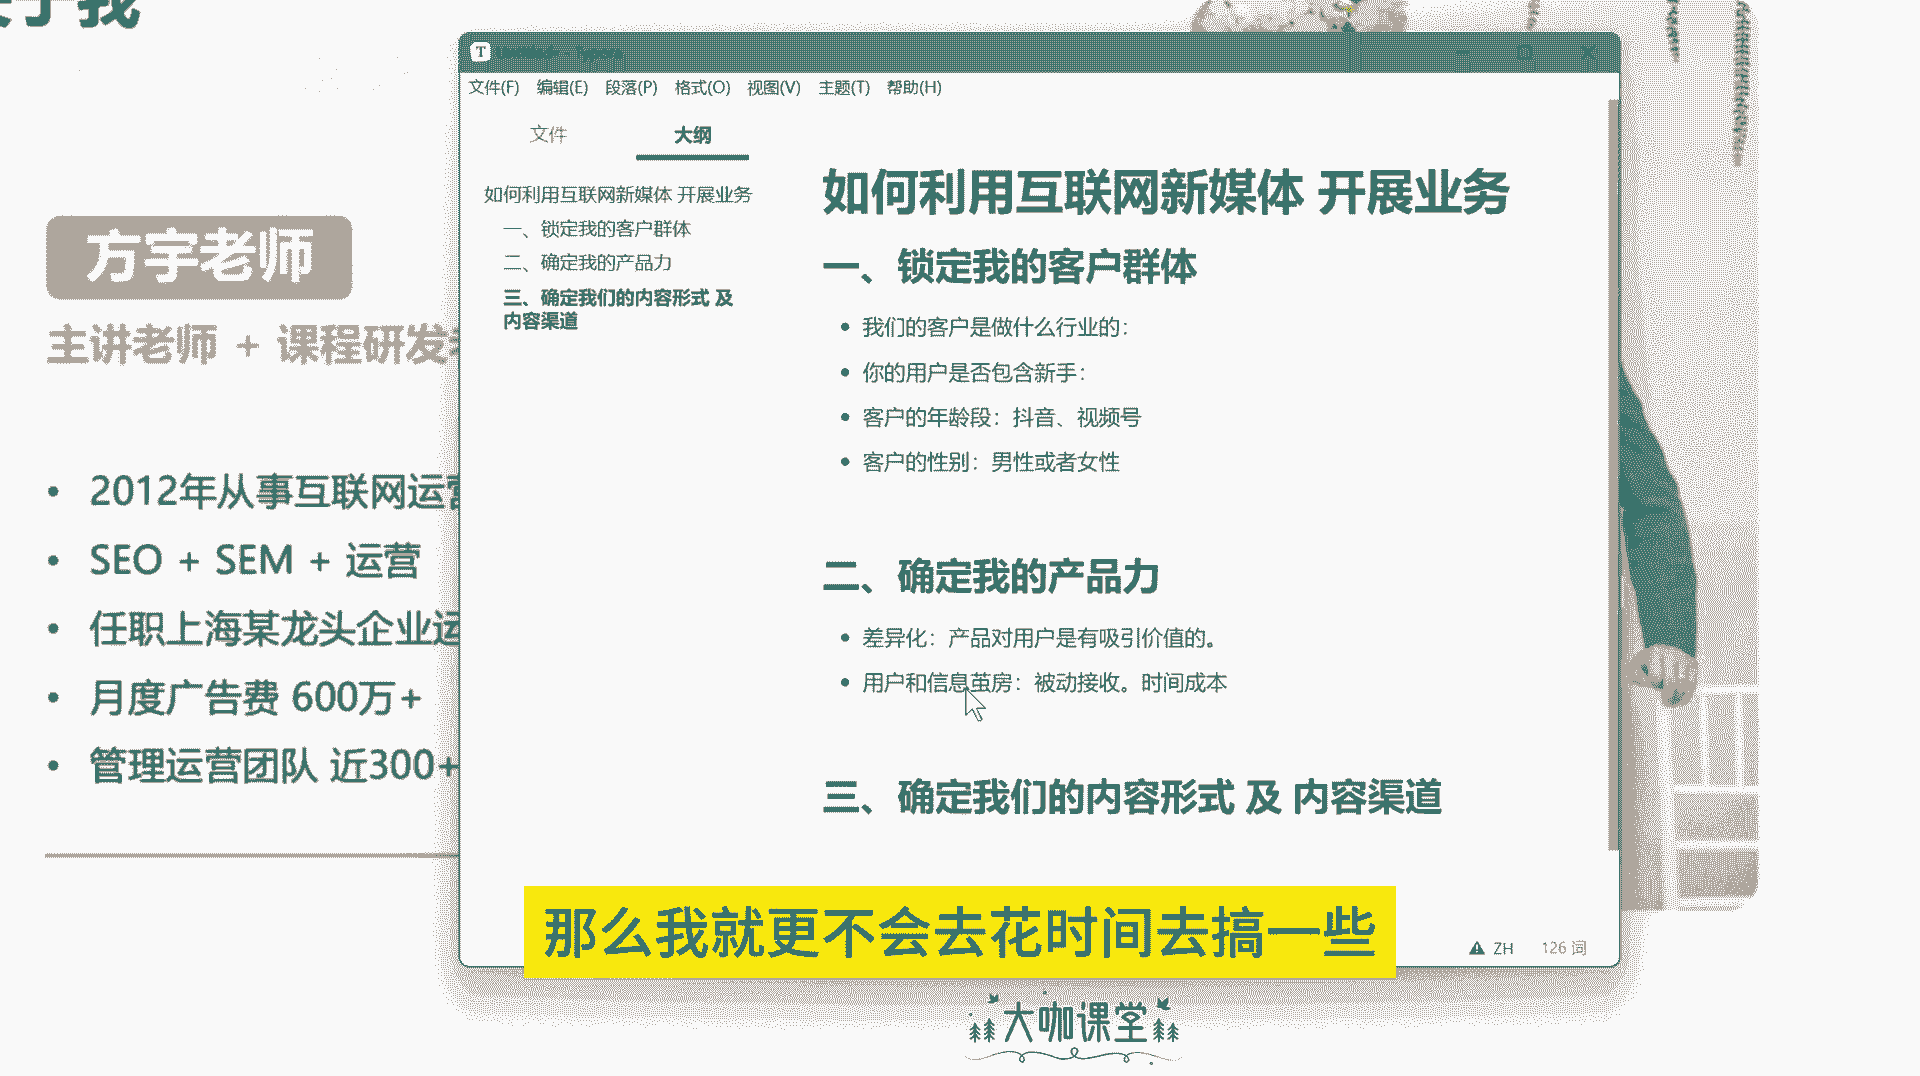 方宇老师
主讲老师 + 课程研发
2012年从事互联网运营
SEO + SEM + 运营
任职上海某龙头企业运
月度广告费 600万+
管理运营团队 近300+
T
文件(F) 编辑(E) 段落(P) 格式(O) 视图(V) 主题(T) 帮助(H)
文件 大纲
如何利用互联网新媒体 开展业务
一、锁定我的客户群体
二、确定我的产品力
三、确定我们的内容形式 及
内容渠道
如何利用互联网新媒体 开展业务
一、锁定我的客户群体
我们的客户是做什么行业的：
你的用户是否包含新手：
客户的年龄段：抖音、视频号
客户的性别：男性或者女性
二、确定我的产品力
差异化：产品对用户是有吸引价值的。
用户和信息茧房：被动接收。时间成本
三、确定我们的内容形式 及 内容渠道
ZH 126 词
那么我就更不会去花时间去搞一些
大咖课堂